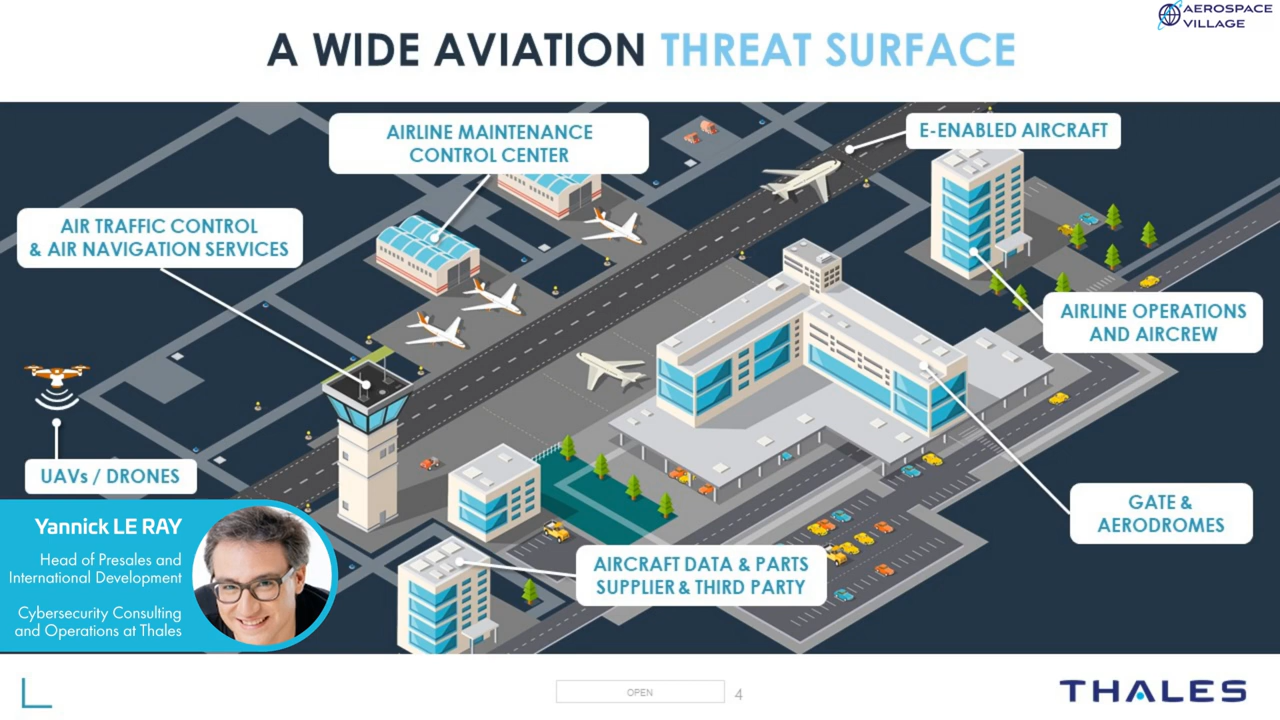 AEROSPACE
VILLAGE
A WIDE AVIATION THREAT SURFACE
AIRLINE MAINTENANCE
CONTROL CENTER
E-ENABLED AIRCRAFT
AIR TRAFFIC CONTROL
& AIR NAVIGATION SERVICES
AIRLINE OPERATIONS
AND AIRCREW
UAVs / DRONES
GATE &
AERODROMES
Yannick LE RAY
Head of Presales and
International Development
Cybersecurity Consulting
and Operations at Thales
AIRCRAFT DATA & PARTS
SUPPLIER & THIRD PARTY
OPEN
4
THALES